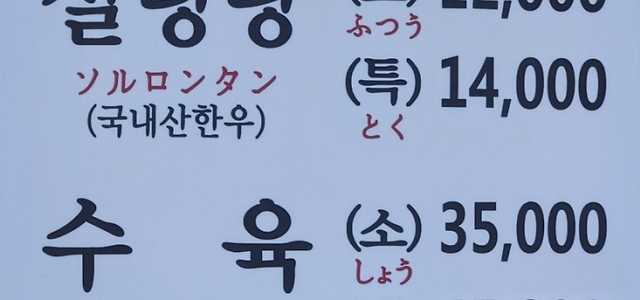 ふつう
ソルロンタン
(특) 14,000
(국내산한우)
とく
수육 (소) 35,000
しょう